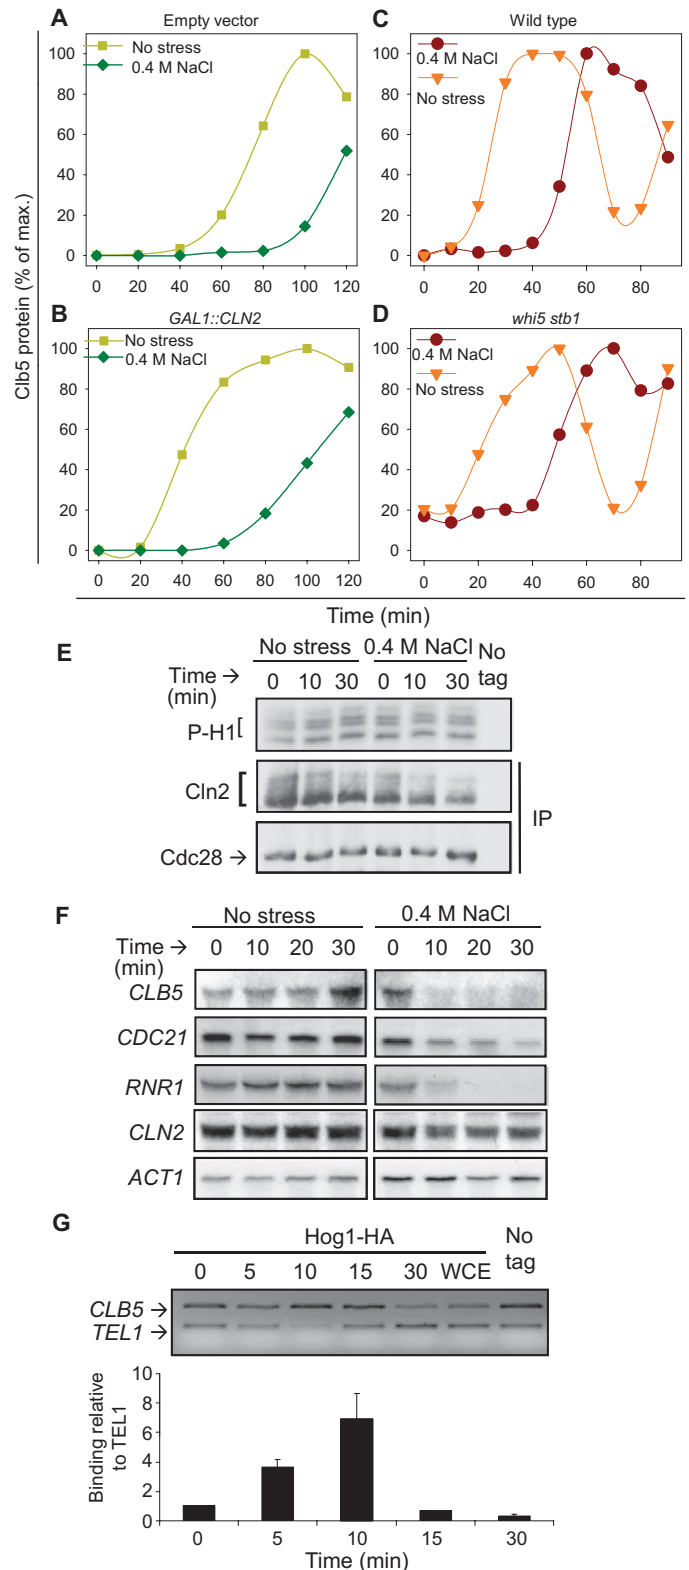 A Empty vector
No stress
0.4 M NaCl
100
80
60
40
20
0
0 20 40 60 80 100 120
C Wild type
0.4 M NaCl
No stress
100
80
60
40
20
0
0 20 40 60 80
Clb5 protein (% of max.)
B GAL1::CLN2
No stress
0.4 M NaCl
100
80
60
40
20
0
0 20 40 60 80 100 120
D whi5 stb1
0.4 M NaCl
No stress
100
80
60
40
20
0
0 20 40 60 80
Time (min)
E
No stress 0.4 M NaCl No
tag
Time → 0 10 30 0 10 30
(min)
P-H1[
Cln2 [
IP
Cdc28 →
F
No stress 0.4 M NaCl
Time → 0 10 20 30 0 10 20 30
(min)
CLB5
CDC21
RNR1
CLN2
ACT1
G
Hog1-HA No
tag
0 5 10 15 30 WCE
CLB5 →
TEL1 →
Binding relative
to TEL1
10
8
6
4
2
0
0 5 10 15 30
Time (min)